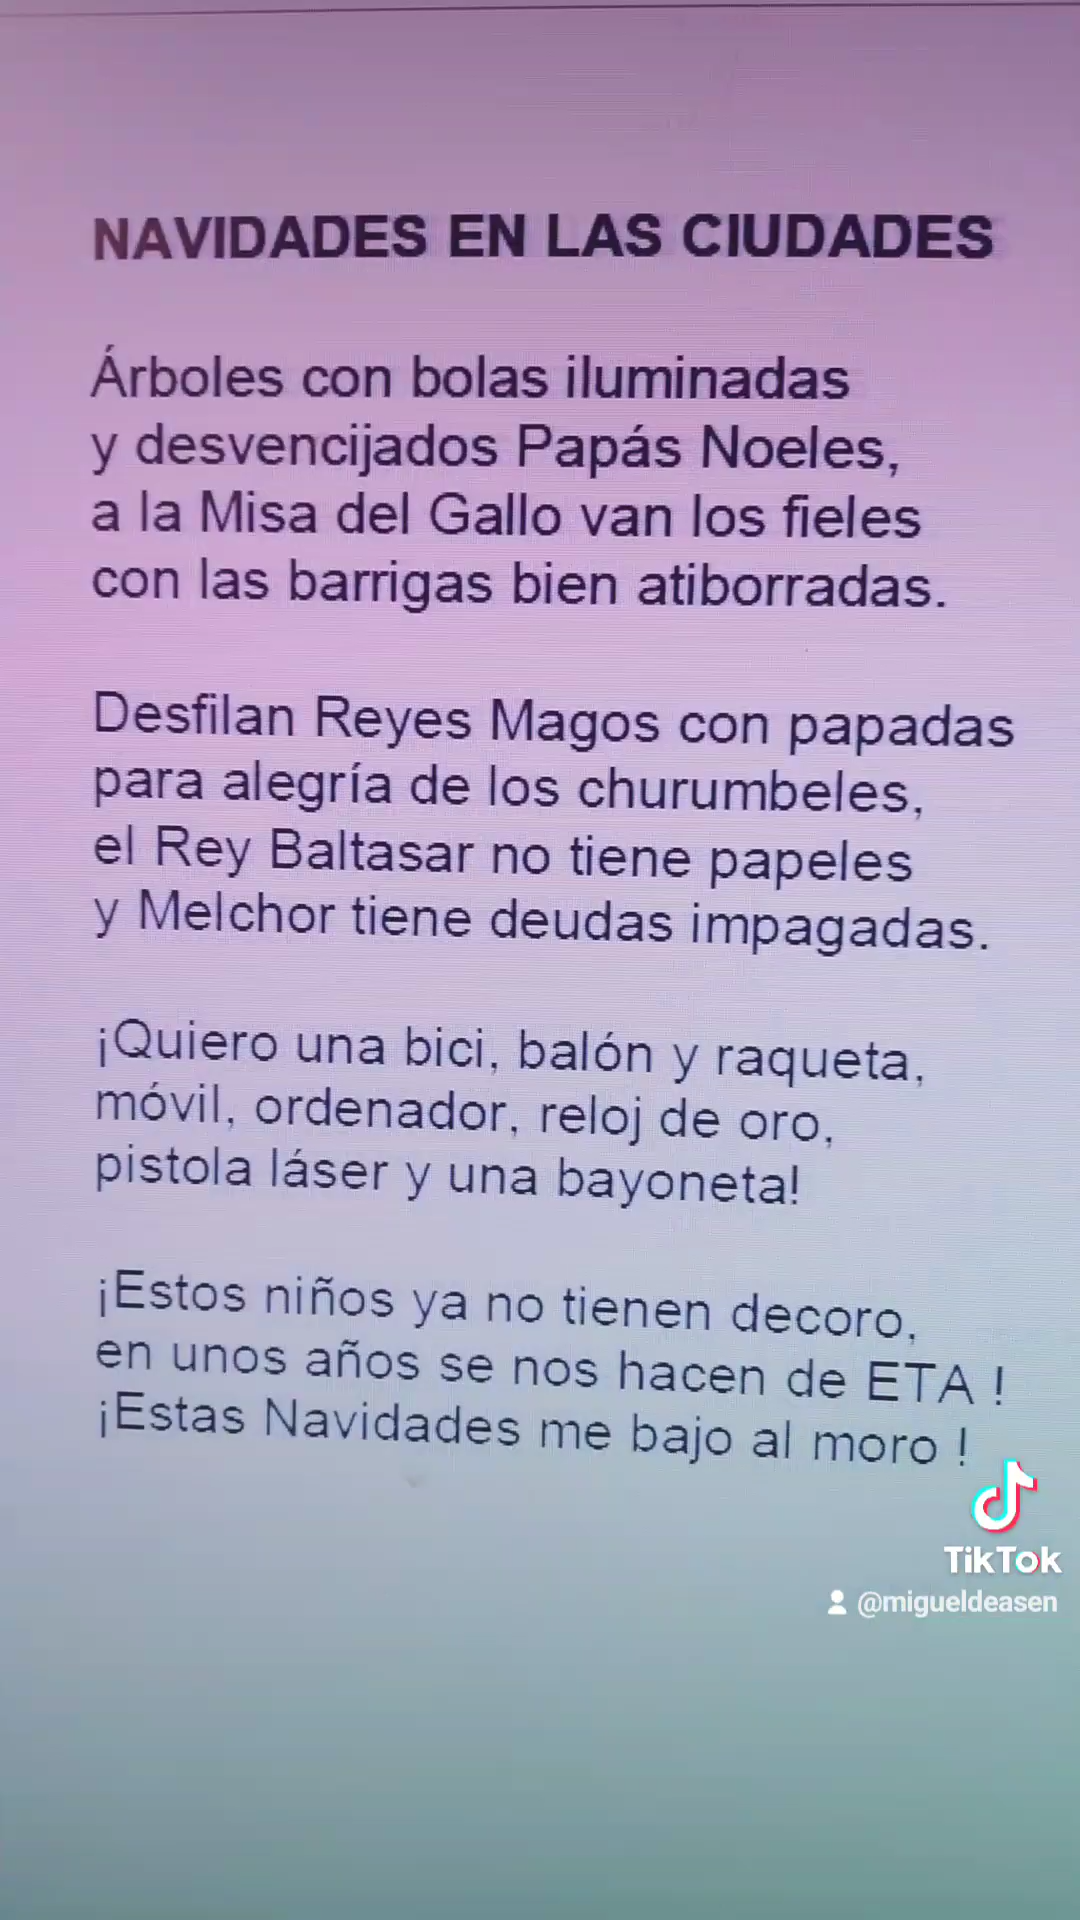 NAVIDADES EN LAS CIUDADES
Árboles con bolas iluminadas
y desvencijados Papás Noeles,
a la Misa del Gallo van los fieles
con las barrigas bien atiborradas.
Desfilan Reyes Magos con papadas
para alegría de los churumbeles,
el Rey Baltasar no tiene papeles
y Melchor tiene deudas impagadas.
¡Quiero una bici, balón y raqueta,
móvil, ordenador, reloj de oro,
pistola láser y una bayoneta!
¡Estos niños ya no tienen decoro,
en unos años se nos hacen de ETA !
¡Estas Navidades me bajo al moro !
TikTok
@migueldeasen